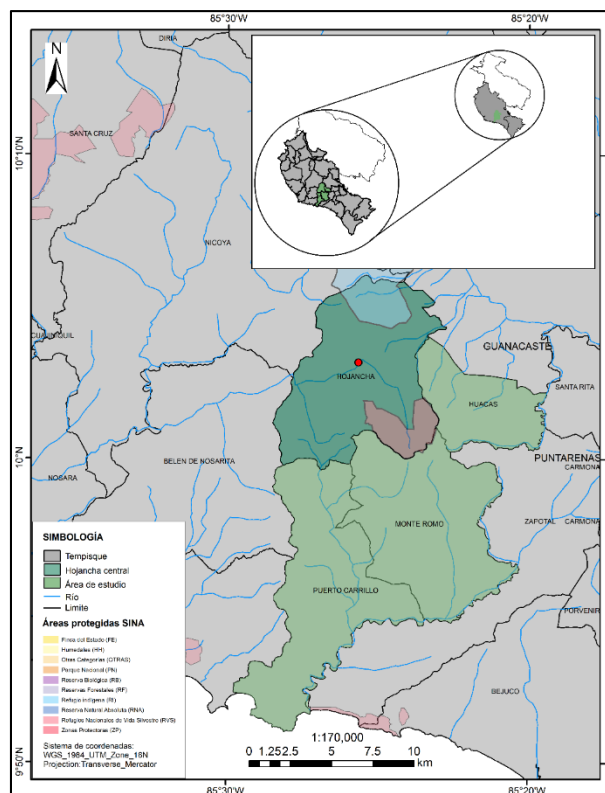 85°30'W
85°20'W
DIRIÁ
N
SANTA CRUZ
10°10'N
NICOYA
GUANACASTE
HOJANCHA
HUACAS
SANTA RITA
10°N
PUNTARENAS
CARMONA
NOSARA
BELEN DE NOSARITA
ZAPOTAL
CARMONA
MONTE ROMO
PUERTO CARRILLO
PORVENIR
BEJUCO
SIMBOLOGÍA
Tempisque
Hojancha central
Área de estudio
Río
Limite
Áreas protegidas SINA
Finca del Estado (FE)
Humedales (HH)
Otras Categorías (OTRAS)
Parque Nacional (PN)
Reserva Biológica (RB)
Reservas Forestales (RF)
Refugio Indígena (RI)
Reserva Natural Absoluta (RNA)
Refugios Nacionales de Vida Silvestre (RVS)
Zonas Protectoras (ZP)
Sistema de coordenadas:
WGS_1984_UTM_Zone_16N
Projection:Transverse_Mercator
1:170,000
0 1.252.5 5 7.5 10
km
9°50'N
85°30'W
85°20'W